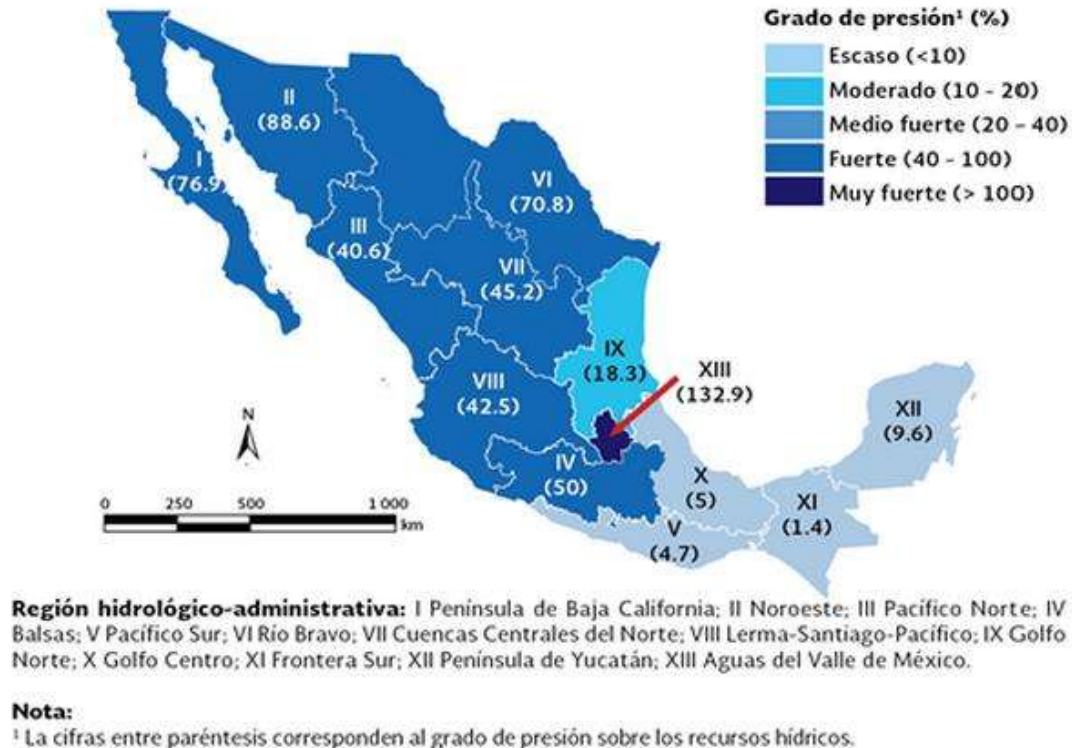 Grado de presión¹ (%)
Escaso (<10)
Moderado (10 - 20)
Medio fuerte (20 – 40)
Fuerte (40 - 100)
Muy fuerte (> 100)
II
(88.6)
I
(76.9)
VI
(70.8)
III
(40.6)
VII
(45.2)
IX
(18.3)
XIII
(132.9)
VIII
(42.5)
XII
(9.6)
N
IV
(50)
X
(5)
XI
(1.4)
V
(4.7)
0 250 500 1 000
km
Región hidrológico-administrativa: I Península de Baja California; II Noroeste; III Pacífico Norte; IV
Balsas; V Pacífico Sur; VI Río Bravo; VII Cuencas Centrales del Norte; VIII Lerma-Santiago-Pacífico; IX Golfo
Norte; X Golfo Centro; XI Frontera Sur; XII Península de Yucatán; XIII Aguas del Valle de México.
Nota:
¹ La cifras entre paréntesis corresponden al grado de presión sobre los recursos hídricos.